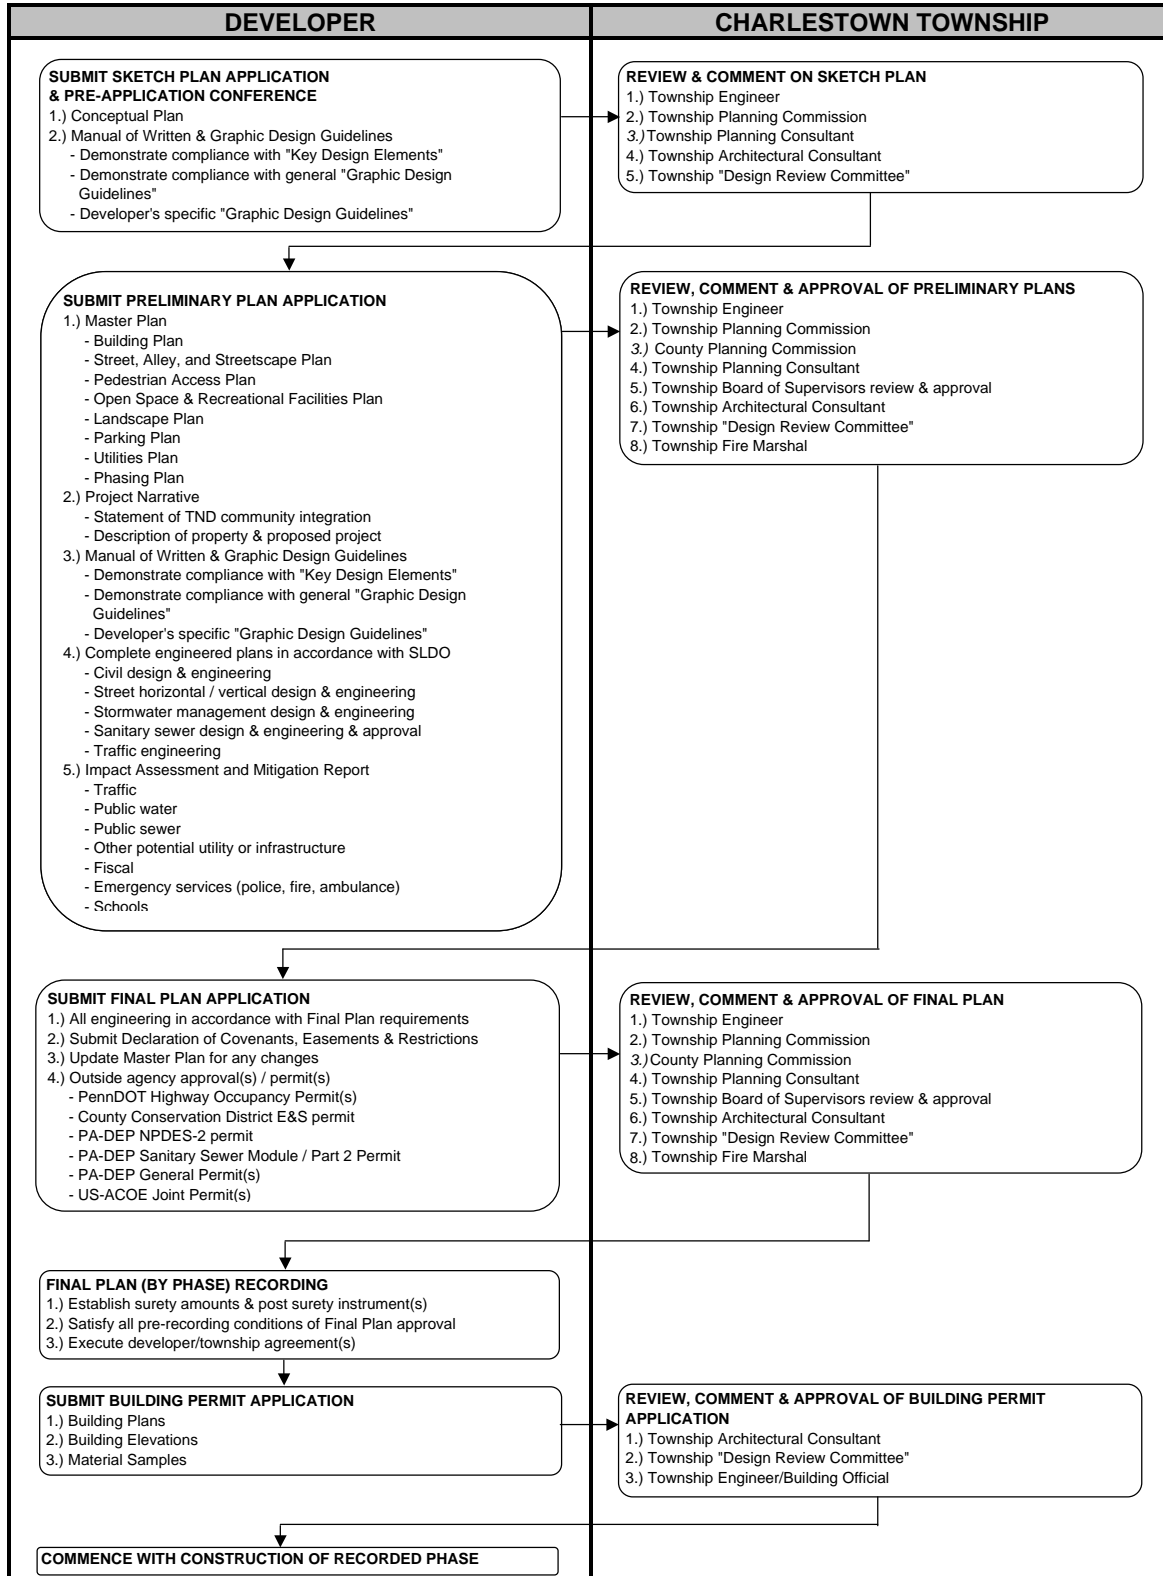 DEVELOPER
CHARLESTOWN TOWNSHIP
SUBMIT SKETCH PLAN APPLICATION
& PRE-APPLICATION CONFERENCE
1.) Conceptual Plan
2.) Manual of Written & Graphic Design Guidelines
- Demonstrate compliance with "Key Design Elements"
- Demonstrate compliance with general "Graphic Design
Guidelines"
- Developer's specific "Graphic Design Guidelines"
REVIEW & COMMENT ON SKETCH PLAN
1.) Township Engineer
2.) Township Planning Commission
3.) Township Planning Consultant
4.) Township Architectural Consultant
5.) Township "Design Review Committee"
SUBMIT PRELIMINARY PLAN APPLICATION
1.) Master Plan
- Building Plan
- Street, Alley, and Streetscape Plan
- Pedestrian Access Plan
- Open Space & Recreational Facilities Plan
- Landscape Plan
- Parking Plan
- Utilities Plan
- Phasing Plan
2.) Project Narrative
- Statement of TND community integration
- Description of property & proposed project
3.) Manual of Written & Graphic Design Guidelines
- Demonstrate compliance with "Key Design Elements"
- Demonstrate compliance with general "Graphic Design
Guidelines"
- Developer's specific "Graphic Design Guidelines"
4.) Complete engineered plans in accordance with SLDO
- Civil design & engineering
- Street horizontal / vertical design & engineering
- Stormwater management design & engineering
- Sanitary sewer design & engineering & approval
- Traffic engineering
5.) Impact Assessment and Mitigation Report
- Traffic
- Public water
- Public sewer
- Other potential utility or infrastructure
- Fiscal
- Emergency services (police, fire, ambulance)
- Schools
REVIEW, COMMENT & APPROVAL OF PRELIMINARY PLANS
1.) Township Engineer
2.) Township Planning Commission
3.) County Planning Commission
4.) Township Planning Consultant
5.) Township Board of Supervisors review & approval
6.) Township Architectural Consultant
7.) Township "Design Review Committee"
8.) Township Fire Marshal
SUBMIT FINAL PLAN APPLICATION
1.) All engineering in accordance with Final Plan requirements
2.) Submit Declaration of Covenants, Easements & Restrictions
3.) Update Master Plan for any changes
4.) Outside agency approval(s) / permit(s)
- PennDOT Highway Occupancy Permit(s)
- County Conservation District E&S permit
- PA-DEP NPDES-2 permit
- PA-DEP Sanitary Sewer Module / Part 2 Permit
- PA-DEP General Permit(s)
- US-ACOE Joint Permit(s)
REVIEW, COMMENT & APPROVAL OF FINAL PLAN
1.) Township Engineer
2.) Township Planning Commission
3.) County Planning Commission
4.) Township Planning Consultant
5.) Township Board of Supervisors review & approval
6.) Township Architectural Consultant
7.) Township "Design Review Committee"
8.) Township Fire Marshal
FINAL PLAN (BY PHASE) RECORDING
1.) Establish surety amounts & post surety instrument(s)
2.) Satisfy all pre-recording conditions of Final Plan approval
3.) Execute developer/township agreement(s)
SUBMIT BUILDING PERMIT APPLICATION
1.) Building Plans
2.) Building Elevations
3.) Material Samples
REVIEW, COMMENT & APPROVAL OF BUILDING PERMIT
APPLICATION
1.) Township Architectural Consultant
2.) Township "Design Review Committee"
3.) Township Engineer/Building Official
COMMENCE WITH CONSTRUCTION OF RECORDED PHASE